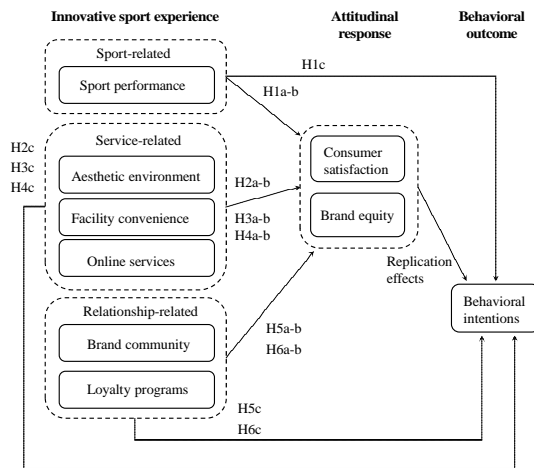 Innovative sport experience
Attitudinal
response
Behavioral
outcome
Sport-related
Sport performance
H1c
H1a-b
H2c
H3c
H4c
Service-related
Aesthetic environment
Facility convenience
Online services
H2a-b
H3a-b
H4a-b
Consumer
satisfaction
Brand equity
Replication
effects
Behavioral
intentions
Relationship-related
Brand community
Loyalty programs
H5a-b
H6a-b
H5c
H6c